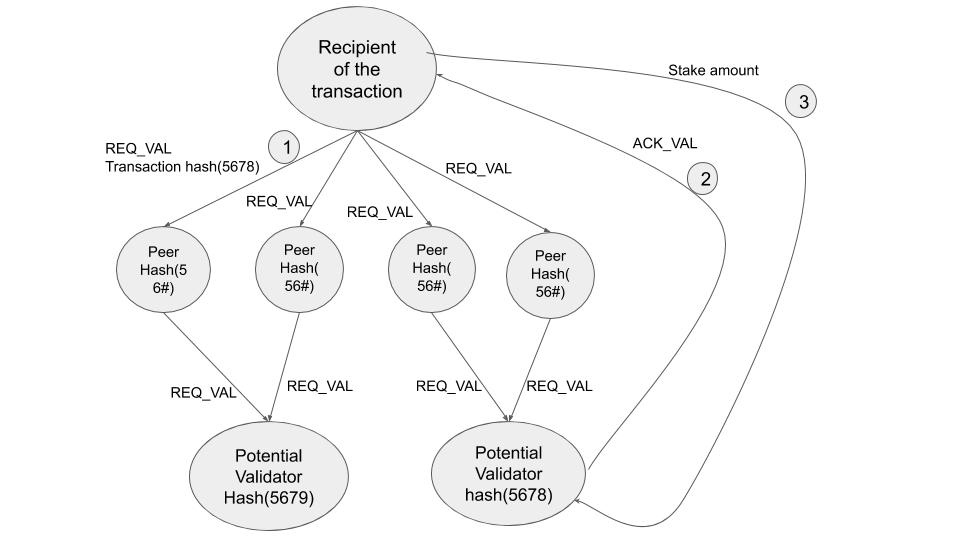 Recipient
of the
transaction
Stake amount
3
ACK_VAL
2
1
REQ_VAL
Transaction hash(5678)
REQ_VAL
REQ_VAL
REQ_VAL
Peer
Hash(5
6#)
Peer
Hash(
56#)
Peer
Hash(
56#)
Peer
Hash(
56#)
REQ_VAL
REQ_VAL
REQ_VAL
REQ_VAL
Potential
Validator
Hash(5679)
Potential
Validator
hash(5678)